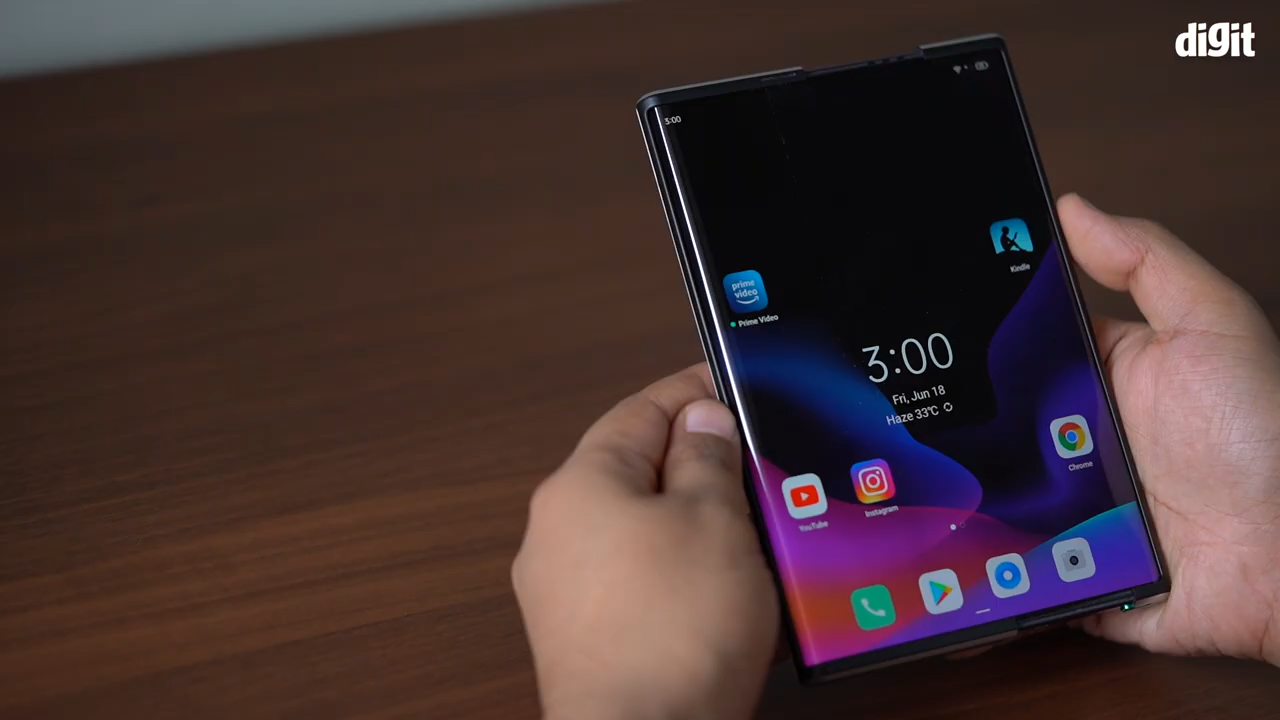 digit
3:00
Kindle
prime
video
Prime Video
3:00
Fri, Jun 18
Haze 33°C
Chrome
YouTube
Instagram